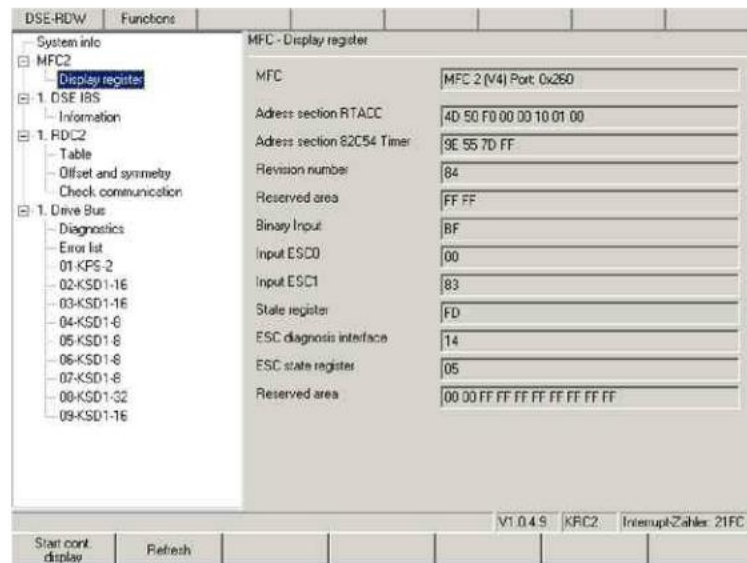 DSE-RDW Functions
System info
MFC2
Display register
1. DSE IBS
Information
1. RDC2
Table
Offset and symmetry
Check communication
1. Drive Bus
Diagnostics
Error list
01-KPS-2
02-KSD1-16
03-KSD1-16
04-KSD1-8
05-KSD1-8
06-KSD1-8
07-KSD1-8
08-KSD1-32
09-KSD1-16
MFC - Display register
MFC MFC 2 (V4) Port: 0x260
Adress section RTACC 4D 50 F0 00 00 10 01 00
Adress section 82C54 Timer 9E 55 7D FF
Revision number 84
Reserved area FF FF
Binary Input BF
Input ESC0 00
Input ESC1 83
State register FD
ESC diagnosis interface 14
ESC state register 05
Reserved area 00 00 FF FF FF FF FF FF FF FF
V1.0.4.9 KRC2 Interrupt-Zähler: 21FC
Start cont. display Refresh